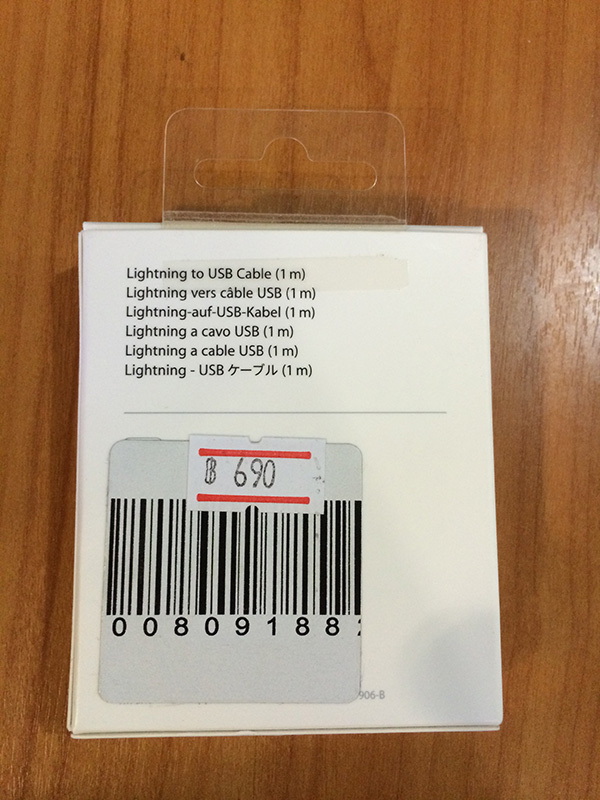 Lightning to USB Cable (1 m)
Lightning vers câble USB (1 m)
Lightning-auf-USB-Kabel (1 m)
Lightning a cavo USB (1 m)
Lightning a cable USB (1 m)
Lightning - USB ケーブル (1 m)
฿ 690
00809188
906-B